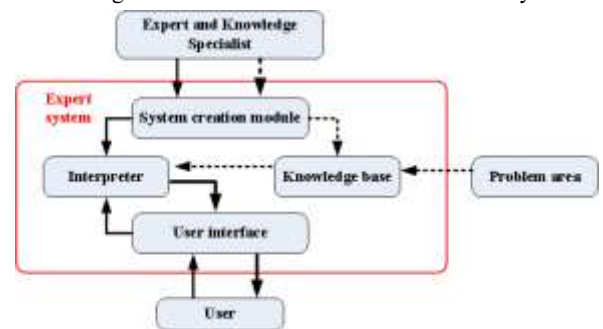 Expert and Knowledge
Specialist
Expert
system
System creation module
Interpreter
Knowledge base
Problem area
User interface
User